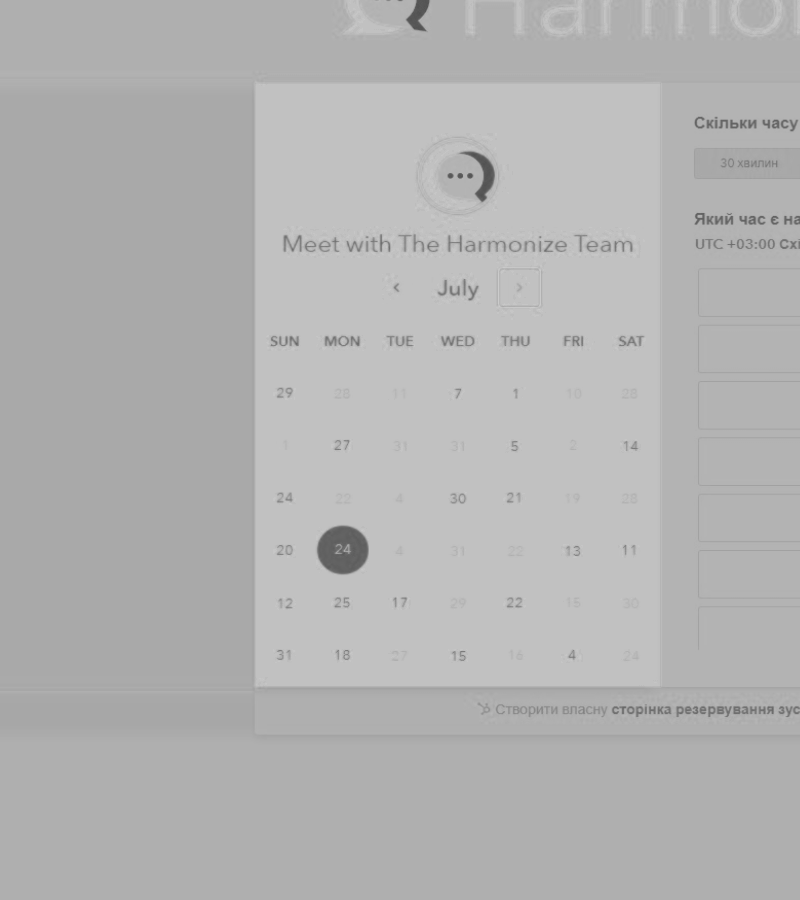 Harmon
Meet with The Harmonize Team
‹ July ›
SUN MON TUE WED THU FRI SAT
29 28 11 7 1 10 28
1 27 31 31 5 2 14
24 23 4 30 21 19 28
20 24 4 31 22 13 11
12 25 17 29 22 15 30
31 18 27 15 18 4 24
Скільки часу
30 хвилин
Який час є на
UTC +03:00 Схі
Створити власну сторінка резервування зус